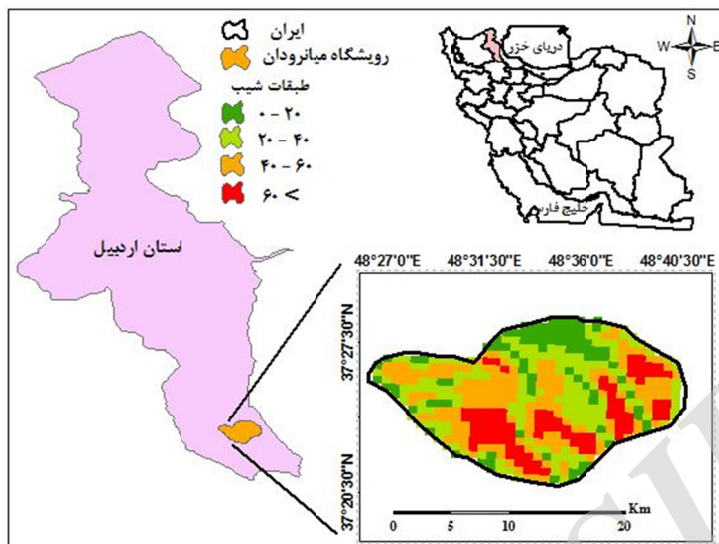 ایران
رویشگاه میانرودان
طبقات شیب
۰ - ۲۰
۲۰ - ۴۰
۴۰ - ۶۰
۶۰ <
استان اردبیل
دریای خزر
خلیج فارس
N
W E
S
48°27'0"E 48°31'30"E 48°36'0"E 48°40'30"E
37°27'30"N
37°20'30"N
Km
0 5 10 20